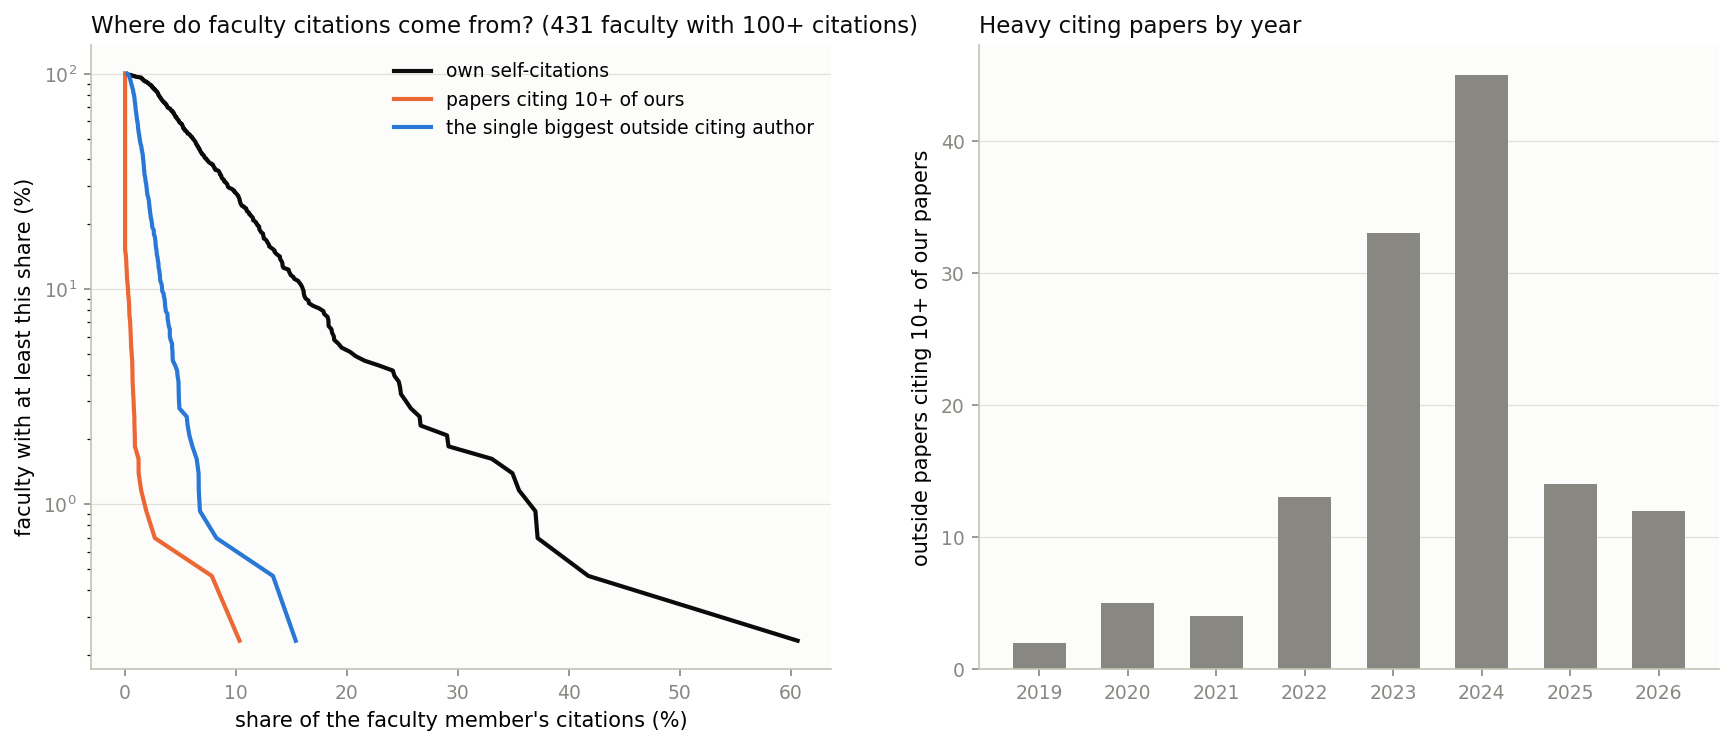 Where do faculty citations come from? (431 faculty with 100+ citations)
own self-citations
papers citing 10+ of ours
the single biggest outside citing author
faculty with at least this share (%)
10²
10¹
10⁰
0 10 20 30 40 50 60
share of the faculty member's citations (%)
Heavy citing papers by year
outside papers citing 10+ of our papers
40
30
20
10
0
2019 2020 2021 2022 2023 2024 2025 2026